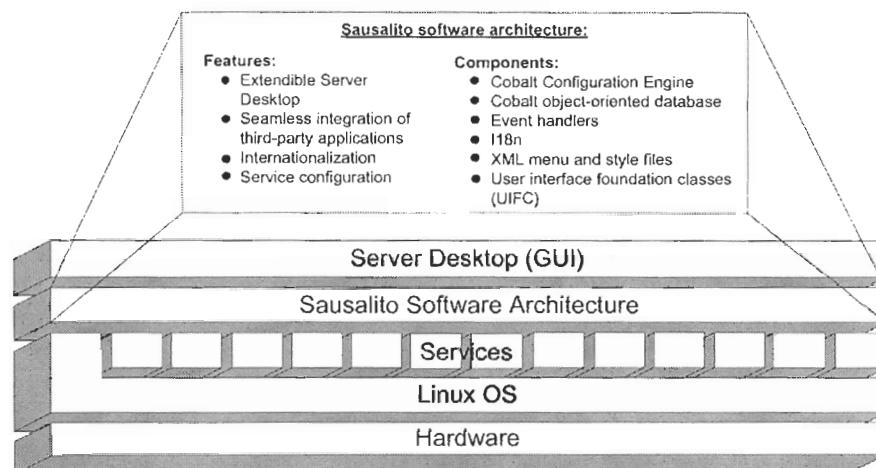 Sausalito software architecture:
Features:
● Extendible Server
Desktop
● Seamless integration of
third-party applications
● Internationalization
● Service configuration
Components:
● Cobalt Configuration Engine
● Cobalt object-oriented database
● Event handlers
● I18n
● XML menu and style files
● User interface foundation classes
(UIFC)
Server Desktop (GUI)
Sausalito Software Architecture
Services
Linux OS
Hardware